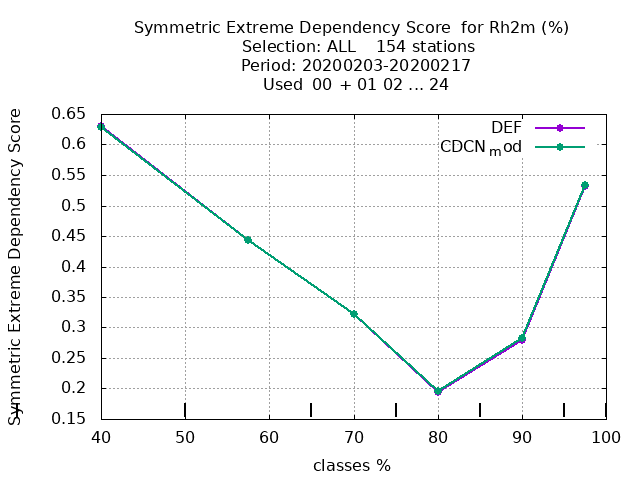 Symmetric Extreme Dependency Score  for Rh2m (%)
Selection: ALL    154 stations
Period: 20200203-20200217
Used  00 + 01 02 ... 24
Symmetric Extreme Dependency Score
0.65
0.6
0.55
0.5
0.45
0.4
0.35
0.3
0.25
0.2
0.15
DEF
CDCNmod
40 50 60 70 80 90 100
classes %